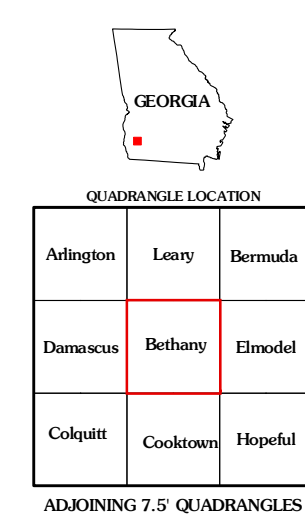 GEORGIA
QUADRANGLE LOCATION
Arlington Leary Bermuda
Damascus Bethany Elmodel
Colquitt Cooktown Hopeful
ADJOINING 7.5' QUADRANGLES